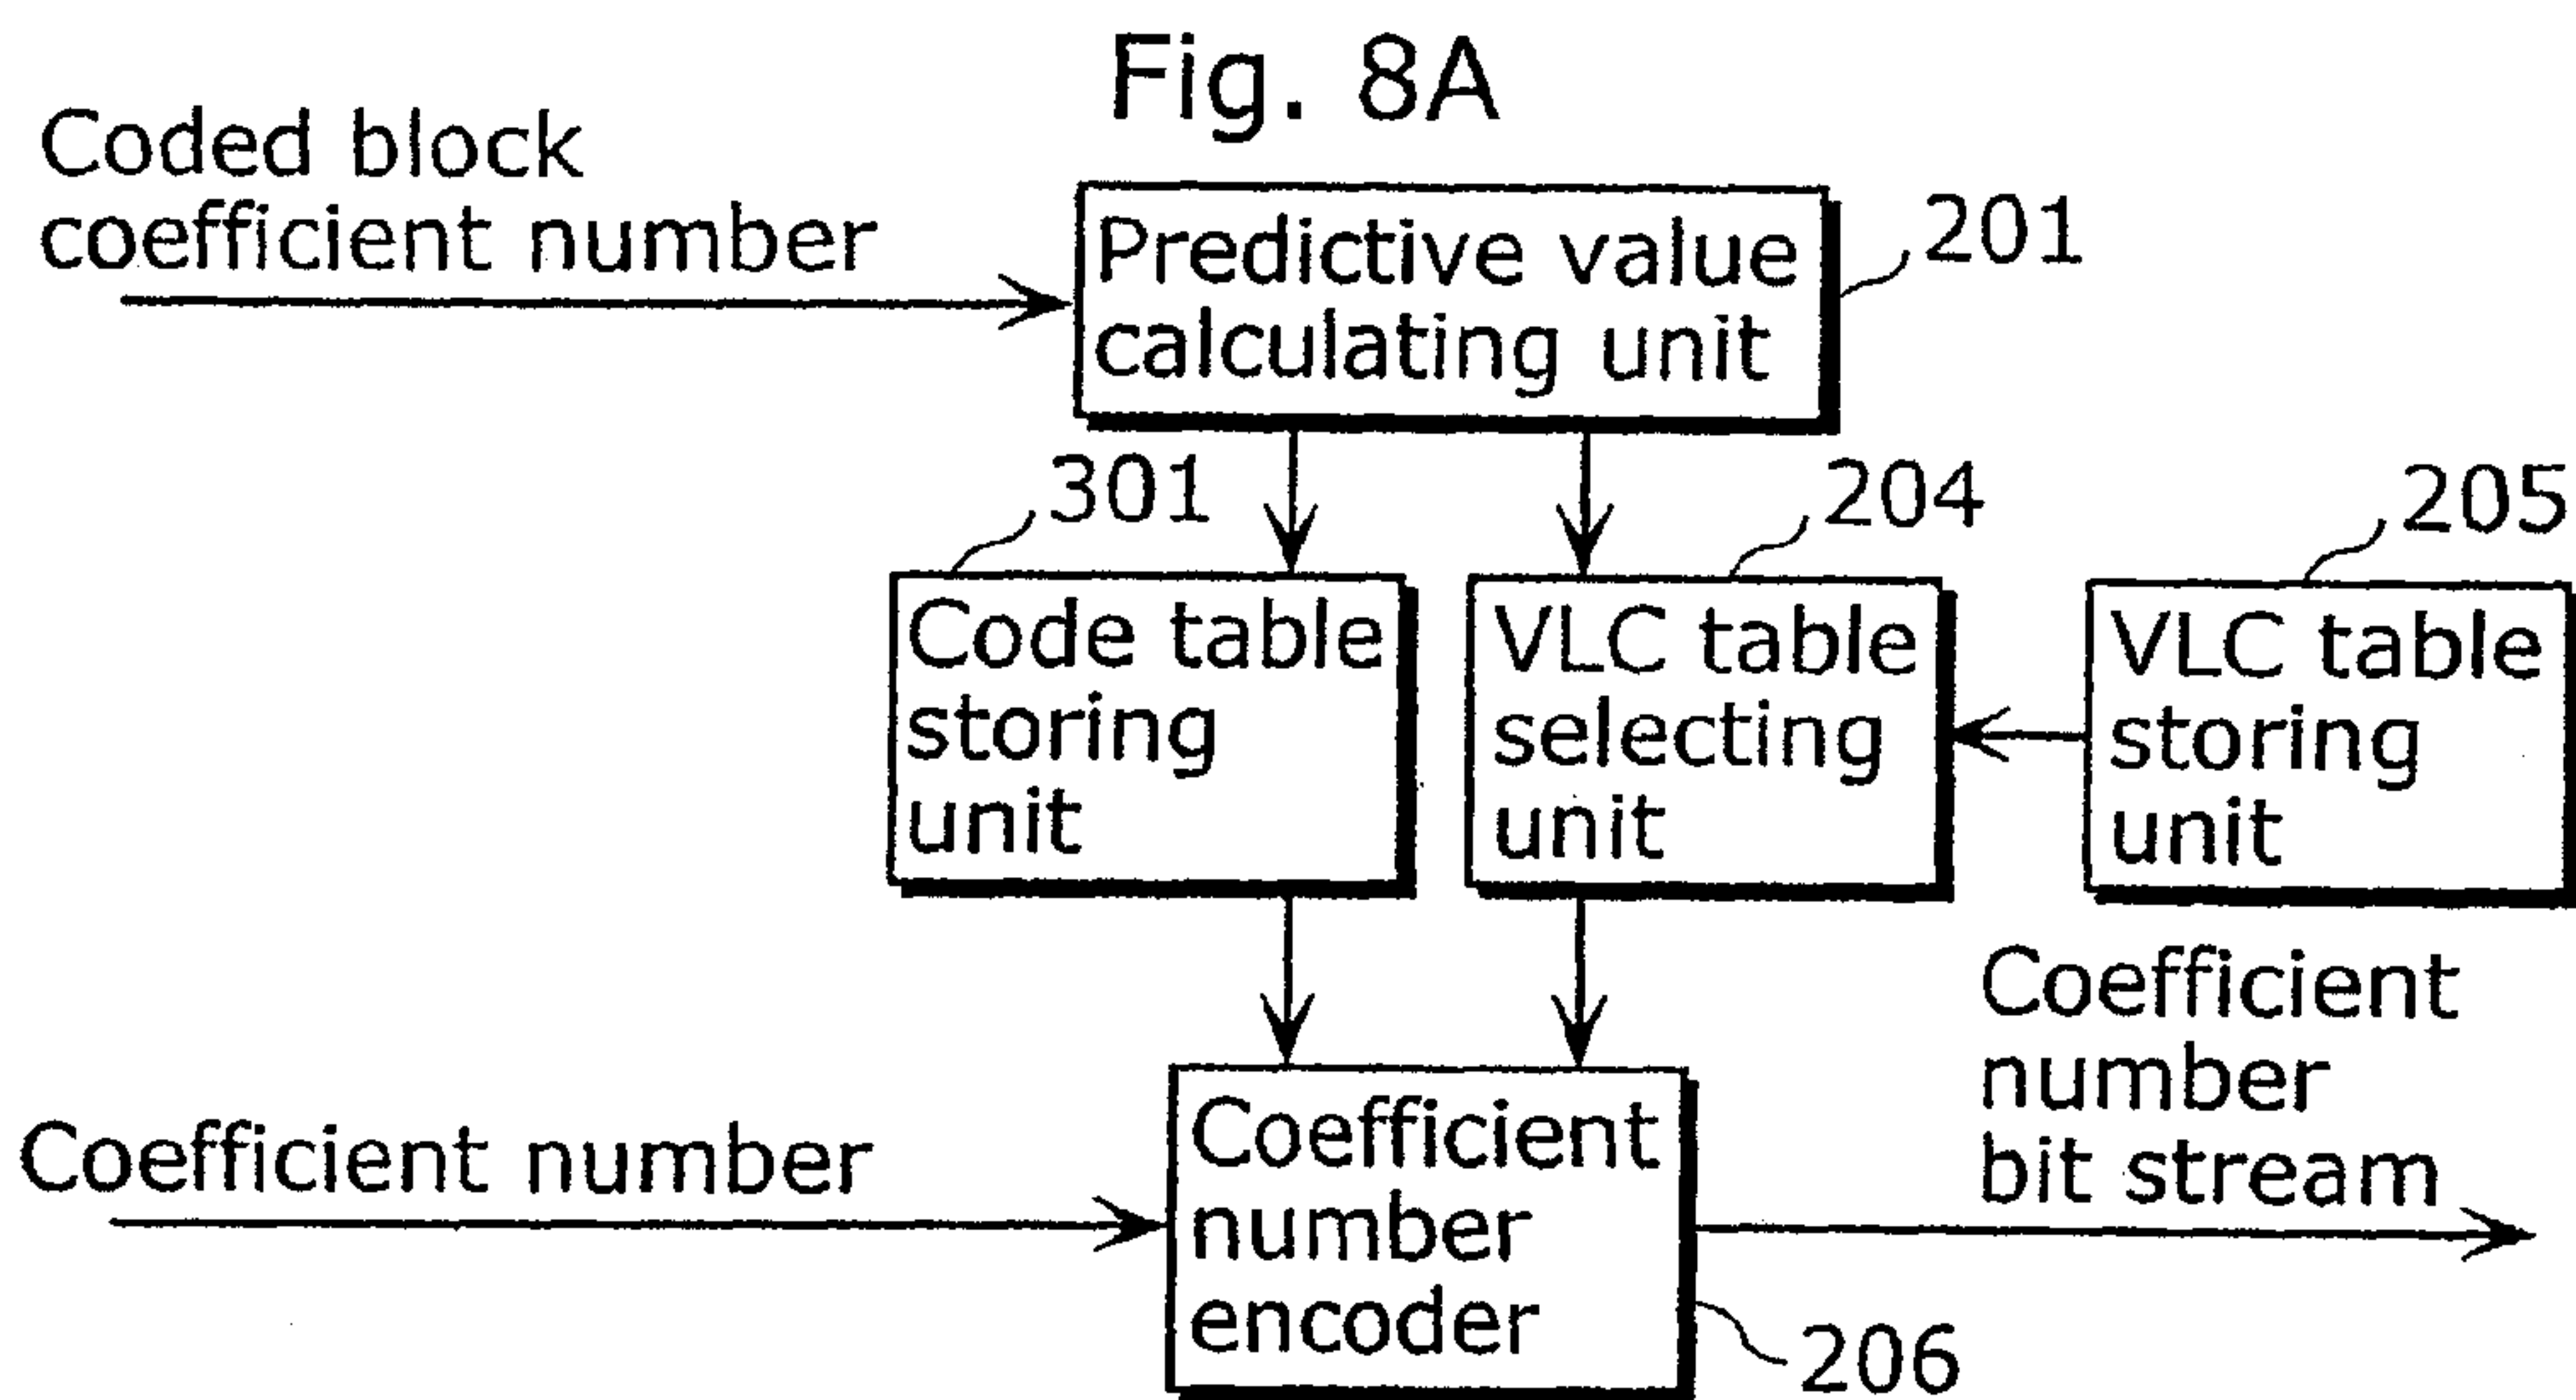 Fig. 8A
Coded block
coefficient number
Predictive value
calculating unit
201
301
204
205
Code table
storing
unit
VLC table
selecting
unit
VLC table
storing
unit
Coefficient number
Coefficient
number
encoder
206
Coefficient
number
bit stream